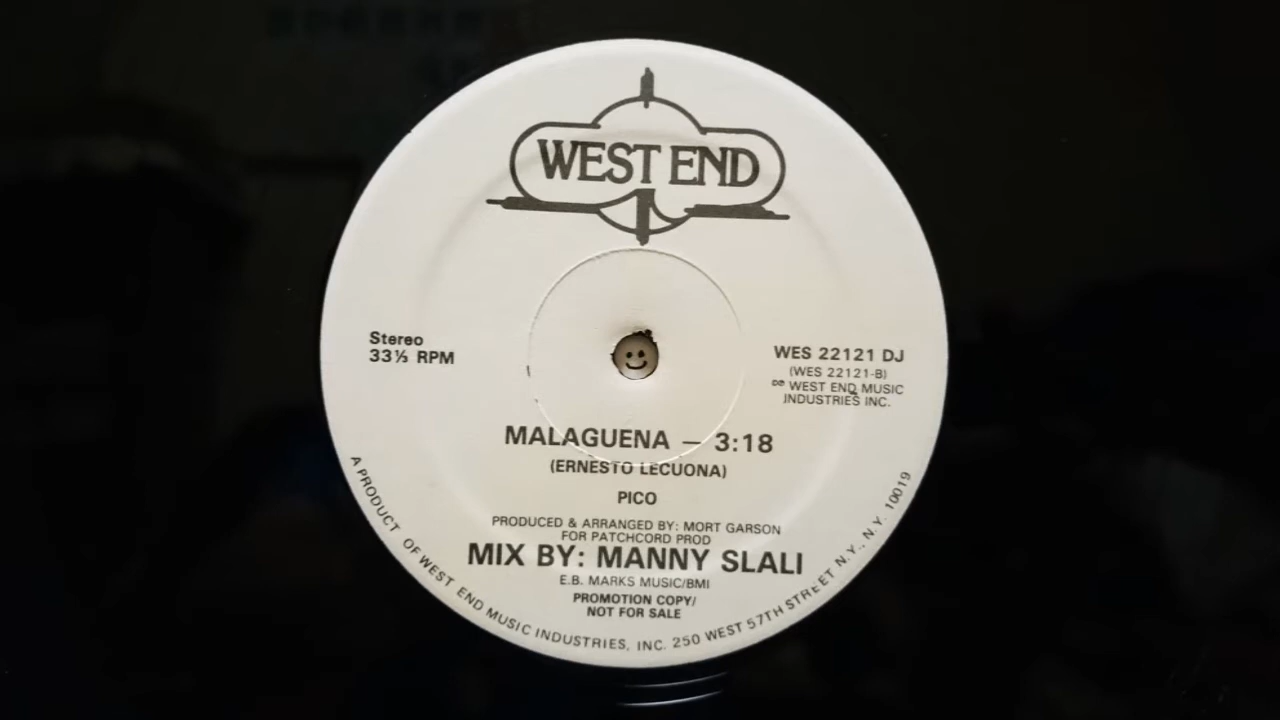 WEST END
Stereo
33⅓ RPM
WES 22121 DJ
(WES 22121-B)
℗© WEST END MUSIC
INDUSTRIES INC.
MALAGUENA — 3:18
(ERNESTO LECUONA)
PICO
PRODUCED & ARRANGED BY: MORT GARSON
FOR PATCHCORD PROD
MIX BY: MANNY SLALI
E.B. MARKS MUSIC/BMI
PROMOTION COPY/
NOT FOR SALE
A PRODUCT OF WEST END MUSIC INDUSTRIES, INC. 250 WEST 57TH STREET N.Y., N.Y. 10019